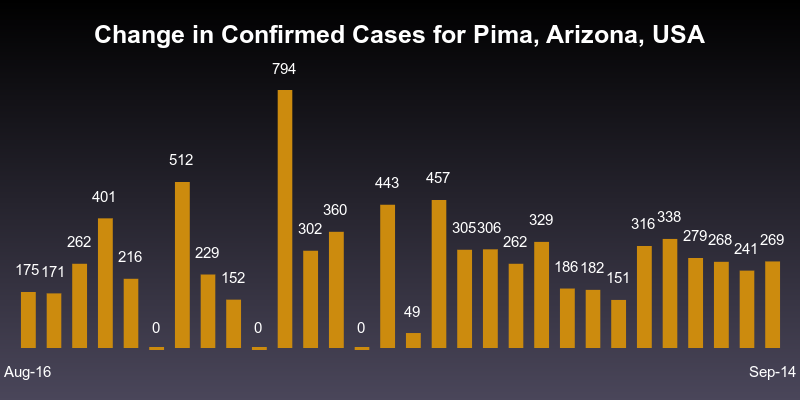 Change in Confirmed Cases for Pima, Arizona, USA
175 171 262 401 216 0 512 229 152 0 794 302 360 0 443 49 457 305 306 262 329 186 182 151 316 338 279 268 241 269
Aug-16 Sep-14